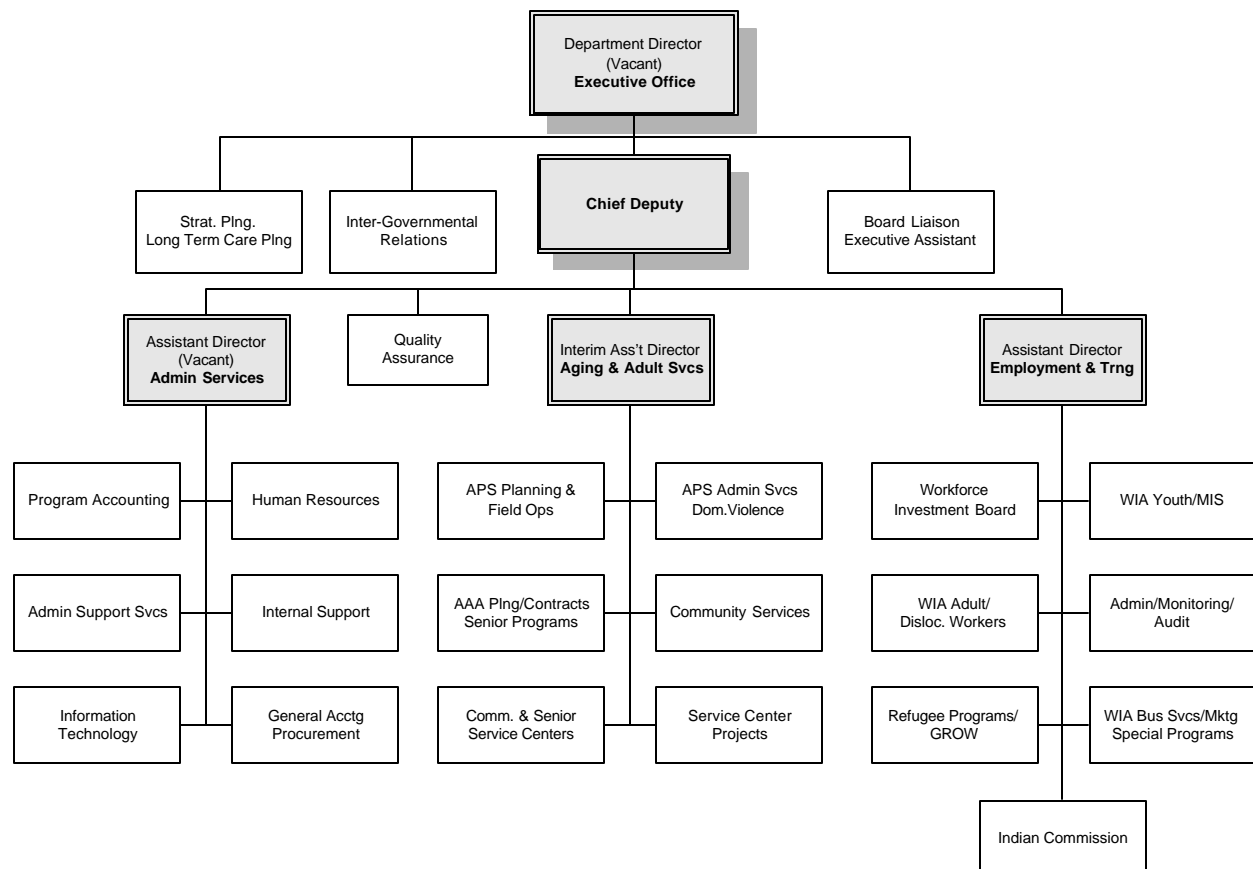 Department Director
(Vacant)
Executive Office
Chief Deputy
Strat. Plng.
Long Term Care Plng
Inter-Governmental
Relations
Board Liaison
Executive Assistant
Assistant Director
(Vacant)
Admin Services
Quality
Assurance
Interim Ass't Director
Aging & Adult Svcs
Assistant Director
Employment & Trng
Program Accounting
Human Resources
APS Planning &
Field Ops
APS Admin Svcs
Dom.Violence
Workforce
Investment Board
WIA Youth/MIS
Admin Support Svcs
Internal Support
AAA Plng/Contracts
Senior Programs
Community Services
WIA Adult/
Disloc. Workers
Admin/Monitoring/
Audit
Information
Technology
General Acctg
Procurement
Comm. & Senior
Service Centers
Service Center
Projects
Refugee Programs/
GROW
WIA Bus Svcs/Mktg
Special Programs
Indian Commission